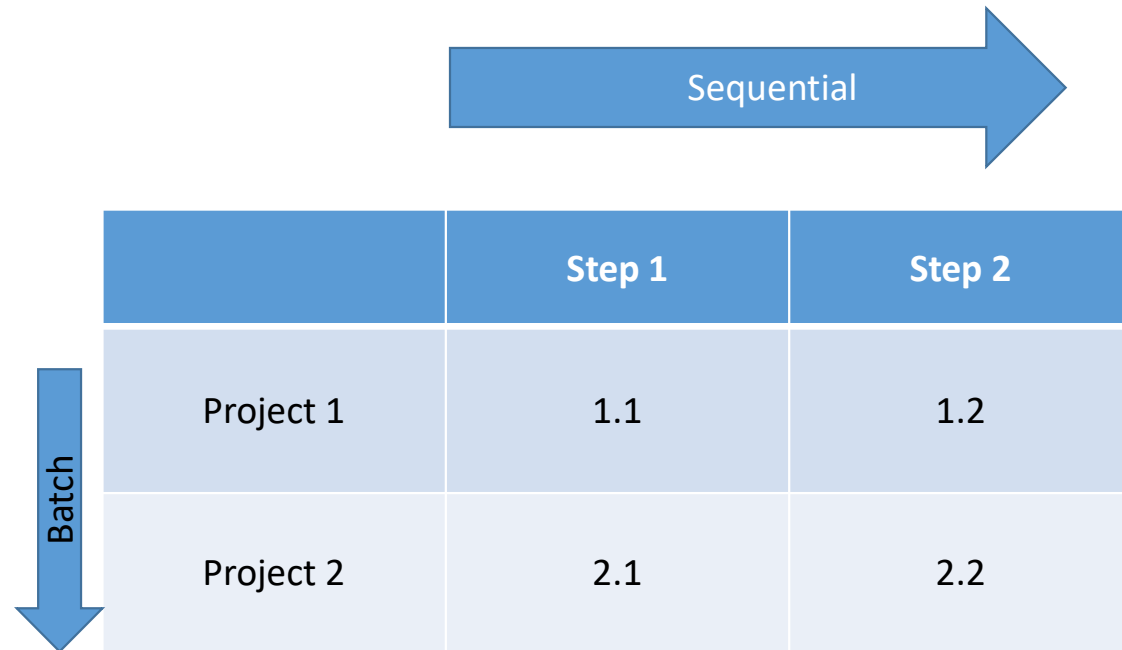 Sequential
Step 1 Step 2
Project 1 1.1 1.2
Batch
Project 2 2.1 2.2